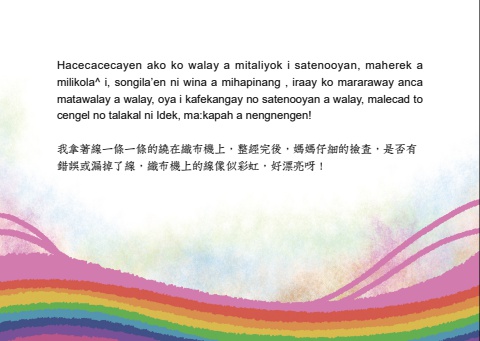 Hacecacecayen ako ko walay a mitaliyok i satenooyan, maherek a
milikola^ i, songila'en ni wina a mihapinang , iraay ko mararaway anca
matawalay a walay, oya i kafekangay no satenooyan a walay, malecad to
cengel no talakal ni Idek, ma:kapah a nengnengen!
我拿著線一條一條的繞在織布機上，整經完後，媽媽仔細的檢查，是否有
錯誤或漏掉了線，織布機上的線像似彩虹，好漂亮呀！